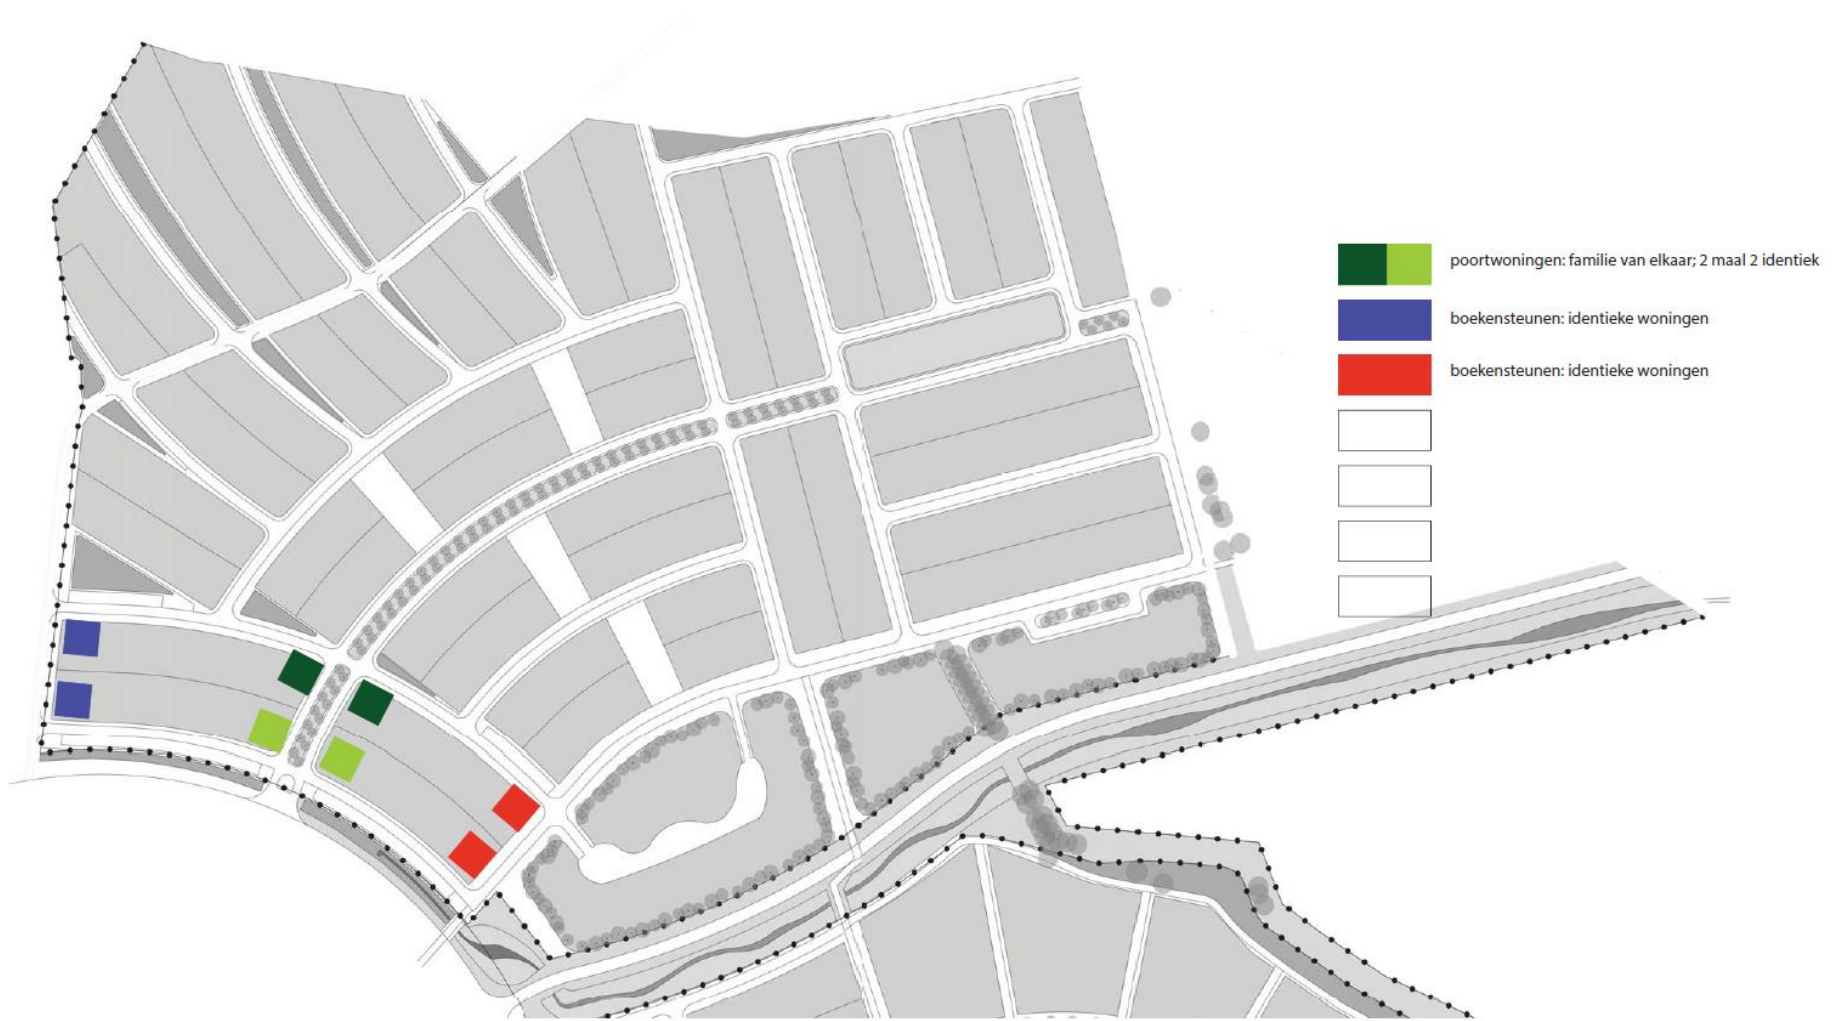 poortwoningen: familie van elkaar; 2 maal 2 identiek
boekensteunen: identieke woningen
boekensteunen: identieke woningen